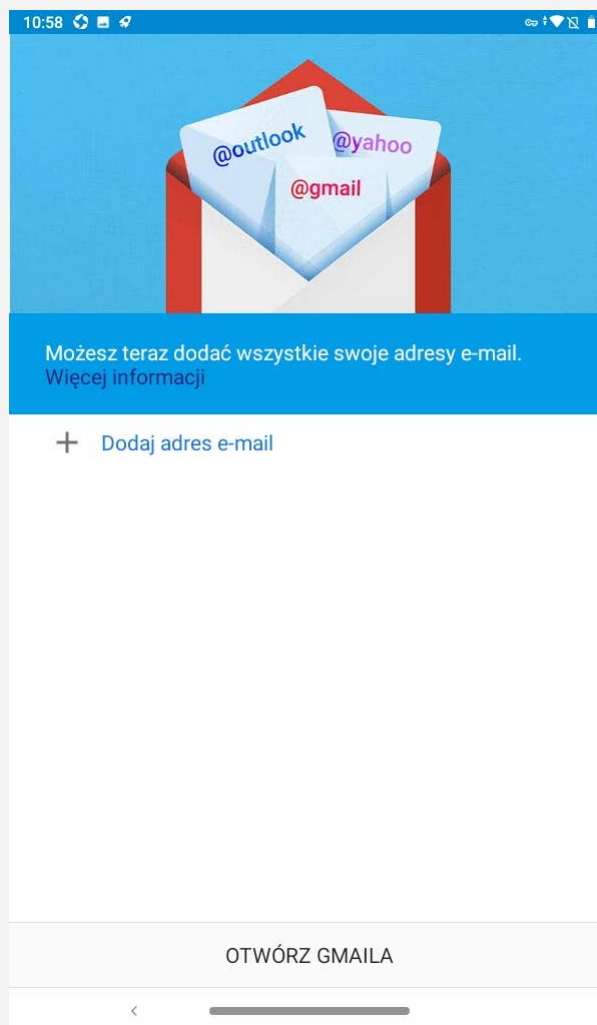 10:58
@outlook
@yahoo
@gmail
Możesz teraz dodać wszystkie swoje adresy e-mail.
Więcej informacji
Dodaj adres e-mail
OTWÓRZ GMAILA